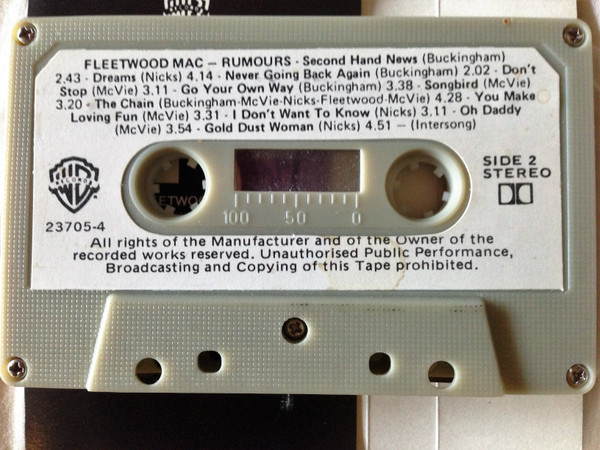 FLEETWOOD MAC — RUMOURS · Second Hand News (Buckingham)
2.43 · Dreams (Nicks) 4.14 · Never Going Back Again (Buckingham) 2.02 · Don't
Stop (McVie) 3.11 · Go Your Own Way (Buckingham) 3.38 · Songbird (McVie)
3.20 · The Chain (Buckingham-McVie-Nicks-Fleetwood-McVie) 4.28 · You Make
Loving Fun (McVie) 3.31 · I Don't Want To Know (Nicks) 3.11 · Oh Daddy
(McVie) 3.54 · Gold Dust Woman (Nicks) 4.51 — (Intersong)
WB
RECORDS
23705-4
ETWO
100 50 0
SIDE 2
STEREO
All rights of the Manufacturer and of the Owner of the
recorded works reserved. Unauthorised Public Performance,
Broadcasting and Copying of this Tape prohibited.